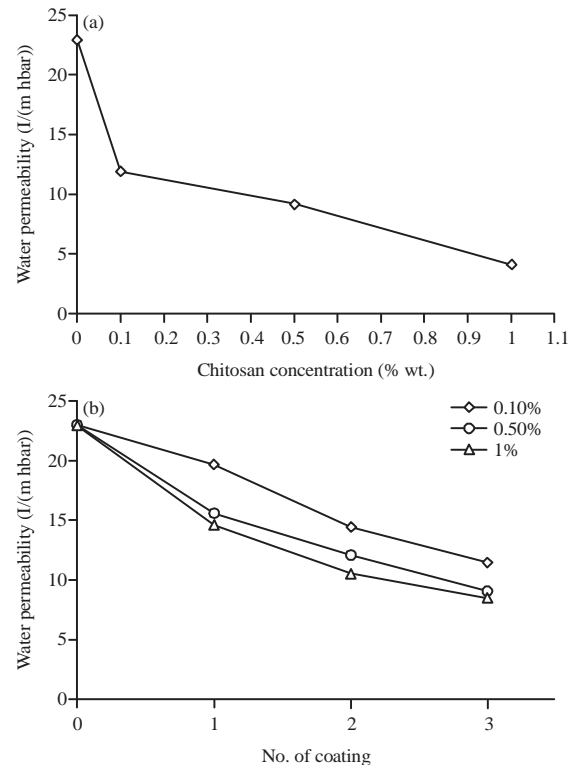 (a)
25
20
15
10
5
0
Water permeability (I/(m hbar))
0 0.1 0.2 0.3 0.4 0.5 0.6 0.7 0.8 0.9 1 1.1
Chitosan concentration (% wt.)
(b)
25
20
15
10
5
0
Water permeability (I/(m hbar))
0.10%
0.50%
1%
0 1 2 3
No. of coating